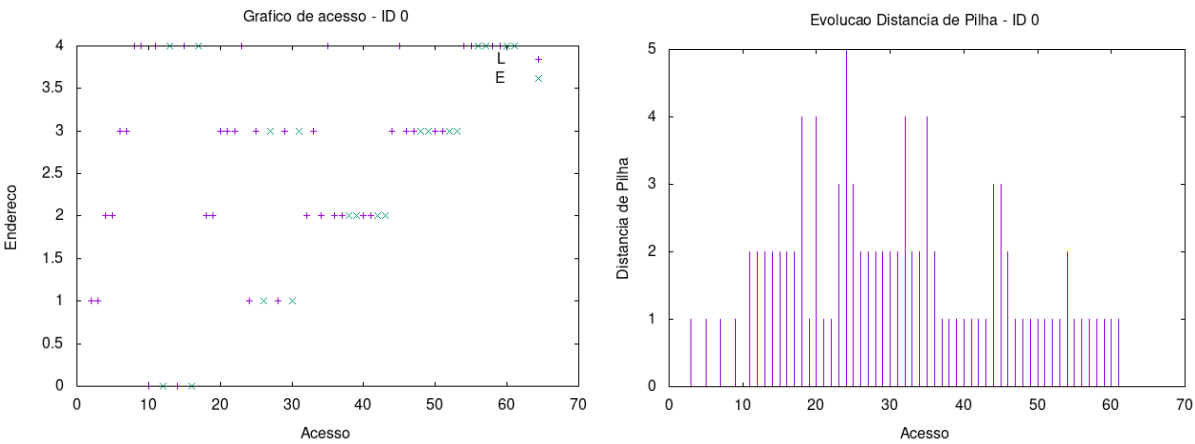 Grafico de acesso - ID 0
Endereco
4
3.5
3
2.5
2
1.5
1
0.5
0
L
E
0 10 20 30 40 50 60 70
Acesso
Evolucao Distancia de Pilha - ID 0
Distancia de Pilha
5
4
3
2
1
0
0 10 20 30 40 50 60 70
Acesso